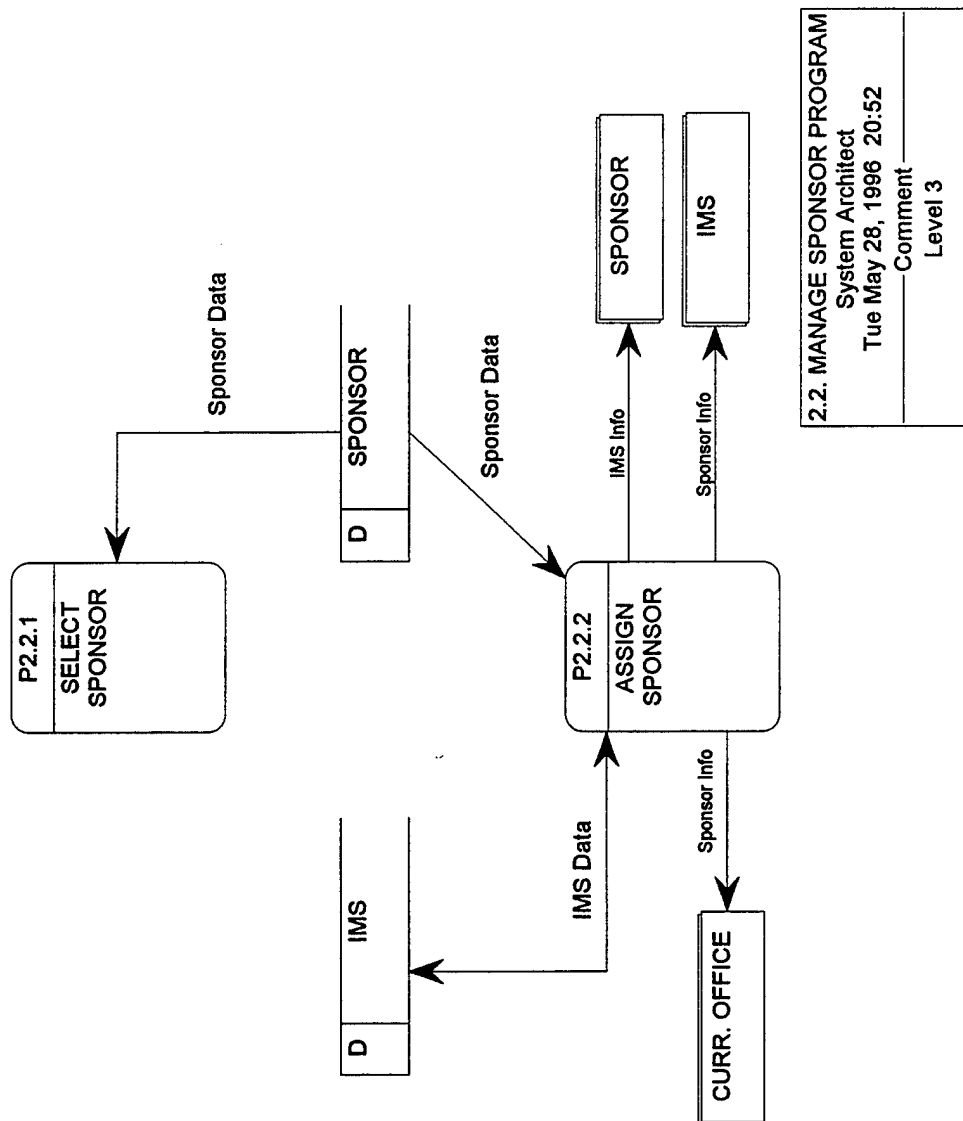 P2.2.1
SELECT
SPONSOR
Sponsor Data
D
IMS
D
SPONSOR
IMS Data
Sponsor Data
P2.2.2
ASSIGN
SPONSOR
Sponsor Info
CURR. OFFICE
IMS Info
SPONSOR
Sponsor Info
IMS
2.2. MANAGE SPONSOR PROGRAM
System Architect
Tue May 28, 1996 20:52
Comment
Level 3